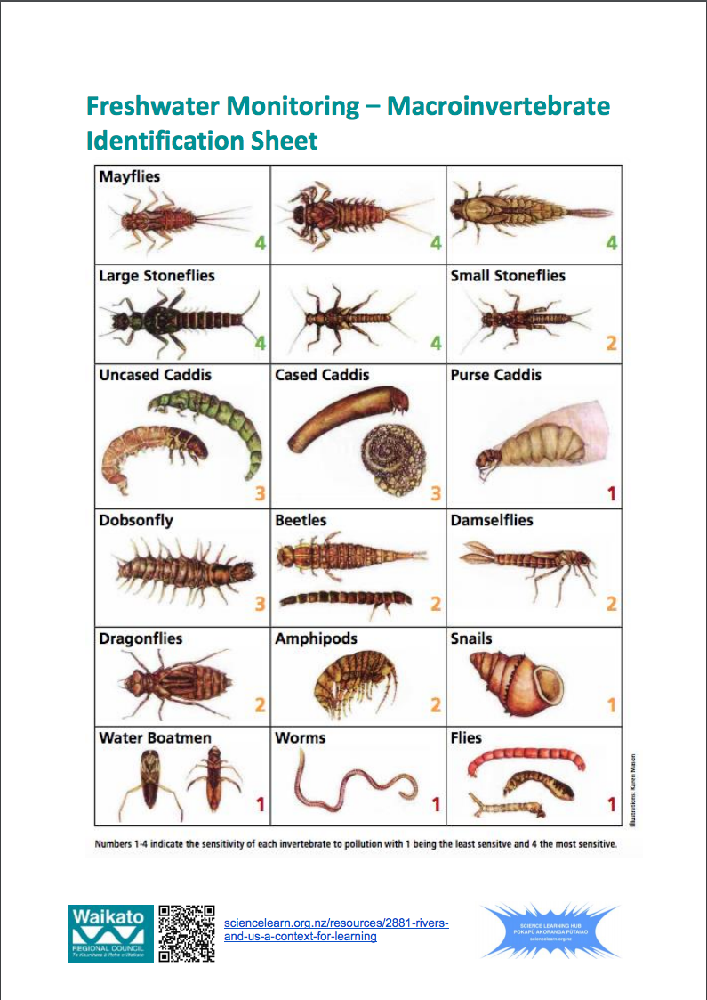 Freshwater Monitoring – Macroinvertebrate
Identification Sheet
Mayflies
4
4
4
Large Stoneflies
4
4
Small Stoneflies
2
Uncased Caddis
3
Cased Caddis
3
Purse Caddis
1
Dobsonfly
3
Beetles
2
Damselflies
2
Dragonflies
2
Amphipods
2
Snails
1
Water Boatmen
1
Worms
1
Flies
1
Illustrations: Karen Mason
Numbers 1-4 indicate the sensitivity of each invertebrate to pollution with 1 being the least sensitve and 4 the most sensitive.
Waikato
REGIONAL COUNCIL
sciencelearn.org.nz/resources/2881-rivers-
and-us-a-context-for-learning
SCIENCE LEARNING HUB
POKAPŪ AKORANGA PŪTAIAO
sciencelearn.org.nz